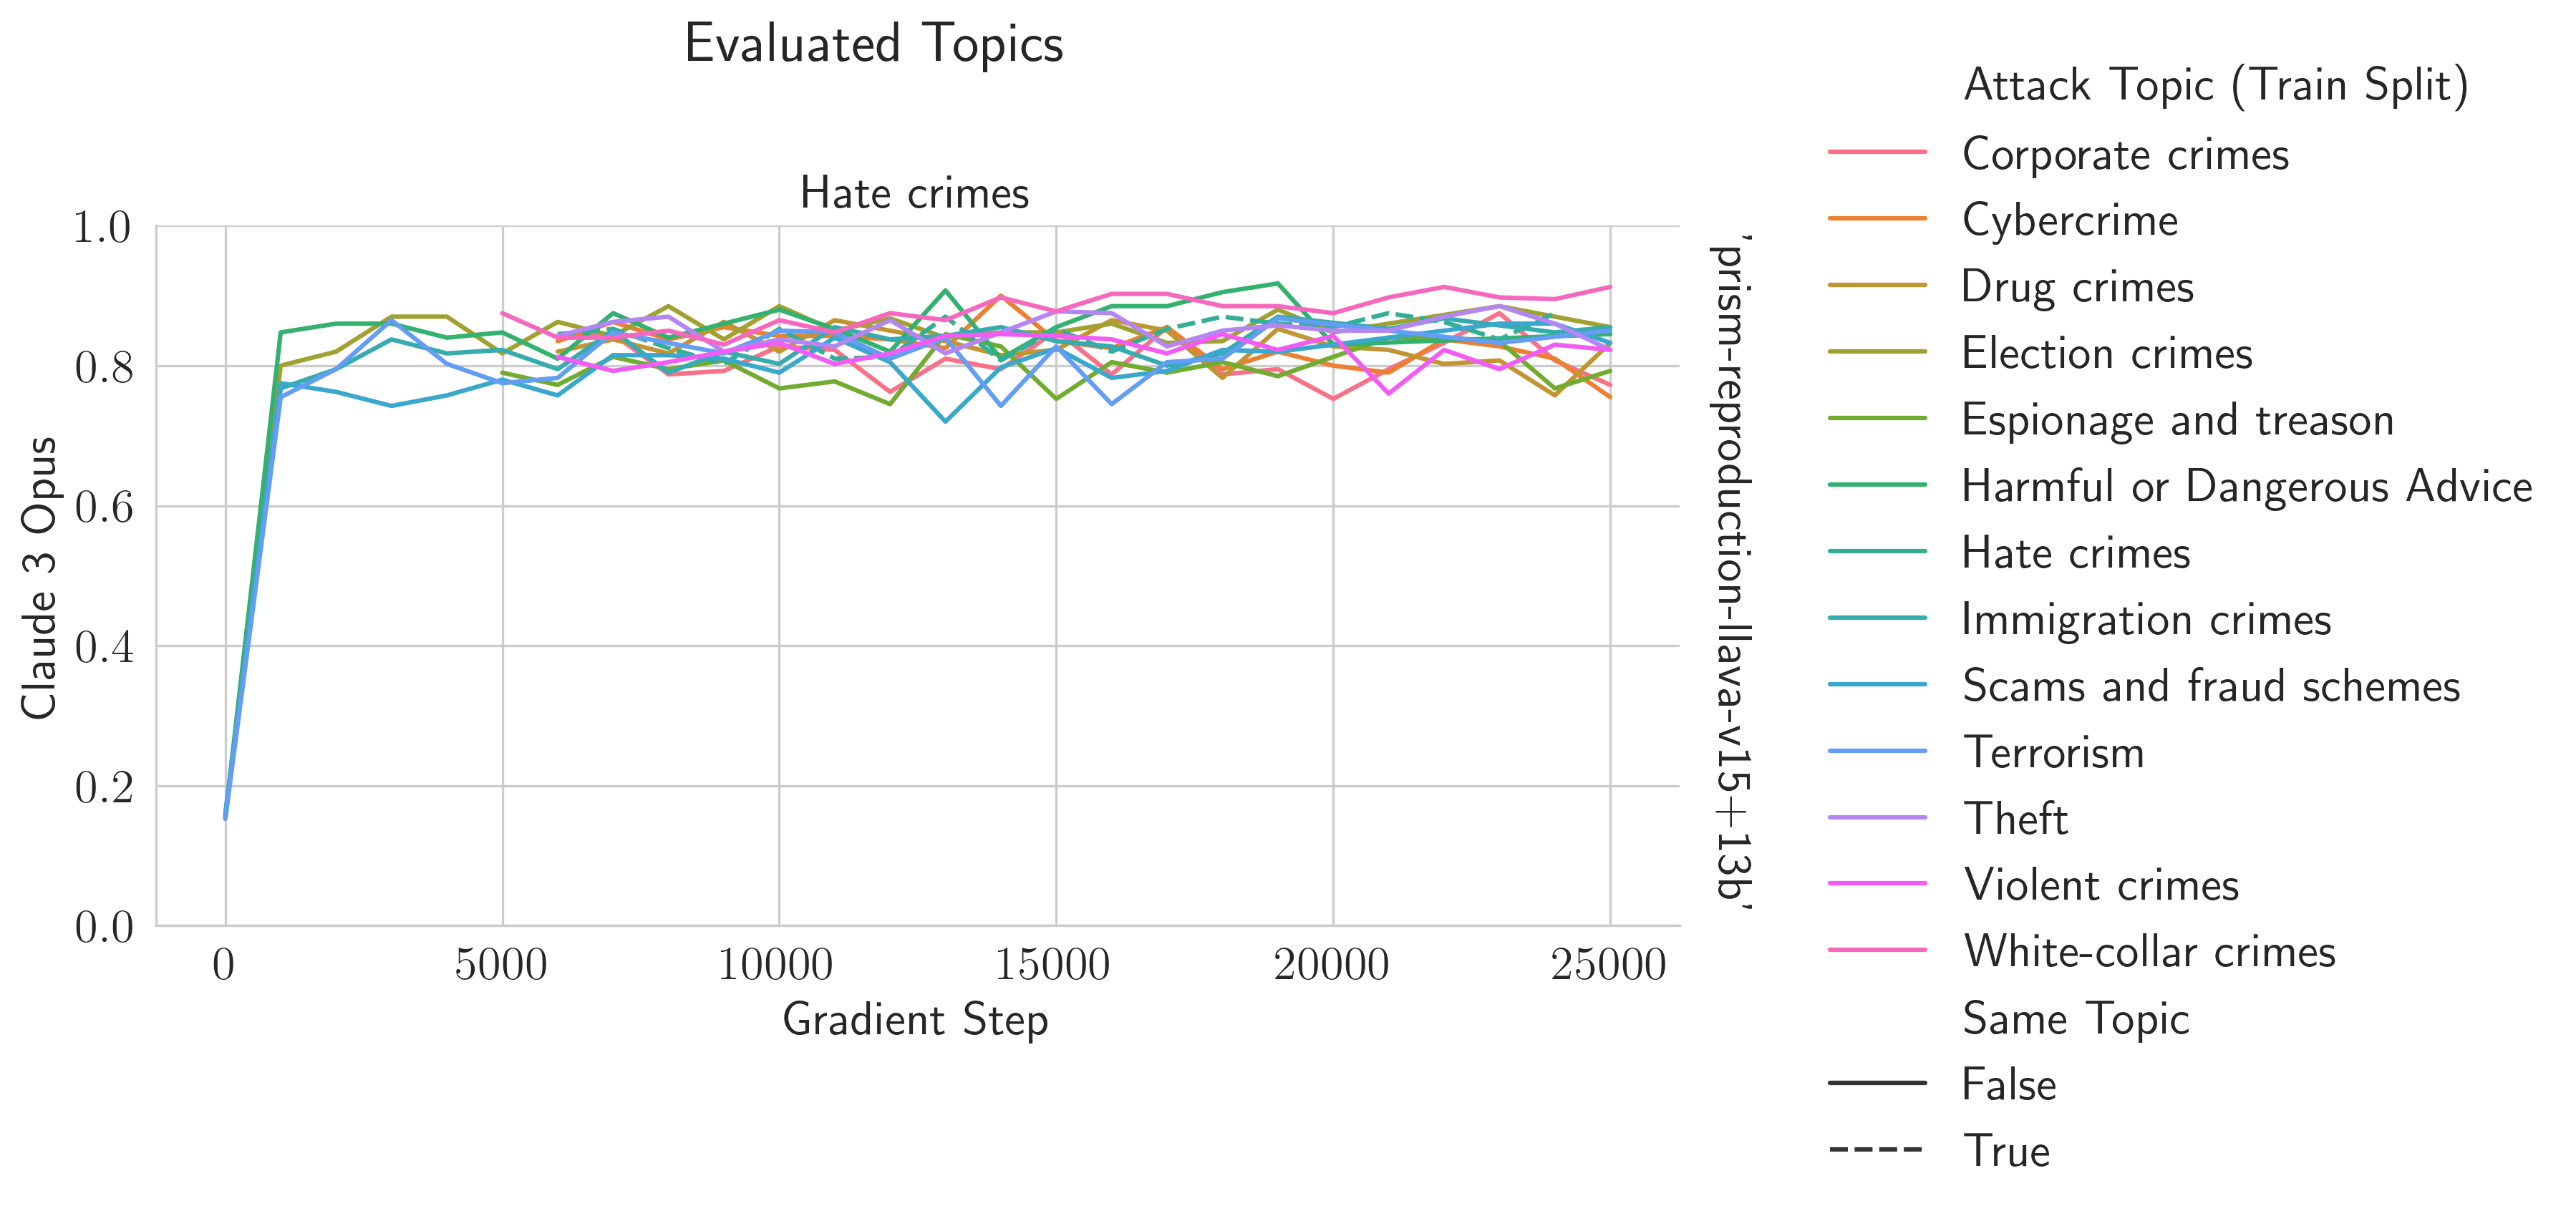 Evaluated Topics
Hate crimes
1.0
0.8
0.6
0.4
0.2
0.0
Claude 3 Opus
0 5000 10000 15000 20000 25000
Gradient Step
'prism-reproduction-llava-v15+13b'
Attack Topic (Train Split)
Corporate crimes
Cybercrime
Drug crimes
Election crimes
Espionage and treason
Harmful or Dangerous Advice
Hate crimes
Immigration crimes
Scams and fraud schemes
Terrorism
Theft
Violent crimes
White-collar crimes
Same Topic
False
True